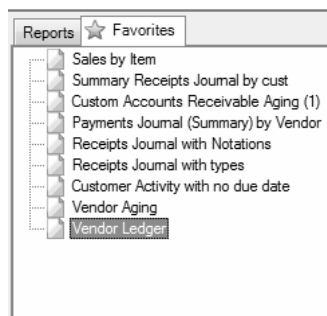 Reports Favorites
Sales by Item
Summary Receipts Journal by cust
Custom Accounts Receivable Aging (1)
Payments Journal (Summary) by Vendor
Receipts Journal with Notations
Receipts Journal with types
Customer Activity with no due date
Vendor Aging
Vendor Ledger